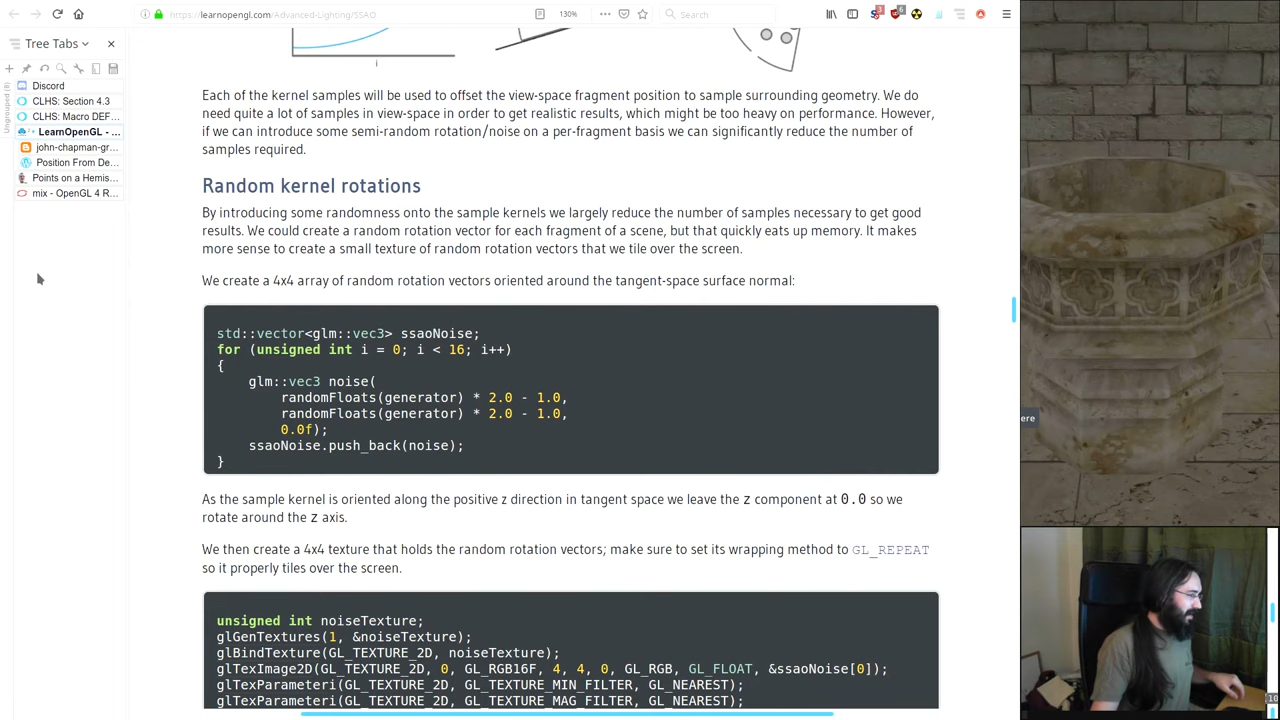 https://learnopengl.com/Advanced-Lighting/SSAO
130%
Search
3
6
Tree Tabs
Ungrouped (8)
Discord
CLHS: Section 4.3
CLHS: Macro DEF...
LearnOpenGL - ...
john-chapman-gr...
Position From De...
Points on a Hemis...
mix - OpenGL 4 R...
Each of the kernel samples will be used to offset the view-space fragment position to sample surrounding geometry. We do
need quite a lot of samples in view-space in order to get realistic results, which might be too heavy on performance. However,
if we can introduce some semi-random rotation/noise on a per-fragment basis we can significantly reduce the number of
samples required.
Random kernel rotations
By introducing some randomness onto the sample kernels we largely reduce the number of samples necessary to get good
results. We could create a random rotation vector for each fragment of a scene, but that quickly eats up memory. It makes
more sense to create a small texture of random rotation vectors that we tile over the screen.
We create a 4x4 array of random rotation vectors oriented around the tangent-space surface normal:
std::vector<glm::vec3> ssaoNoise;
for (unsigned int i = 0; i < 16; i++)
{
glm::vec3 noise(
randomFloats(generator) * 2.0 - 1.0,
randomFloats(generator) * 2.0 - 1.0,
0.0f);
ssaoNoise.push_back(noise);
}
As the sample kernel is oriented along the positive z direction in tangent space we leave the z component at 0.0 so we
rotate around the z axis.
We then create a 4x4 texture that holds the random rotation vectors; make sure to set its wrapping method to GL_REPEAT
so it properly tiles over the screen.
unsigned int noiseTexture;
glGenTextures(1, &noiseTexture);
glBindTexture(GL_TEXTURE_2D, noiseTexture);
glTexImage2D(GL_TEXTURE_2D, 0, GL_RGB16F, 4, 4, 0, GL_RGB, GL_FLOAT, &ssaoNoise[0]);
glTexParameteri(GL_TEXTURE_2D, GL_TEXTURE_MIN_FILTER, GL_NEAREST);
glTexParameteri(GL_TEXTURE_2D, GL_TEXTURE_MAG_FILTER, GL_NEAREST);
i
ere